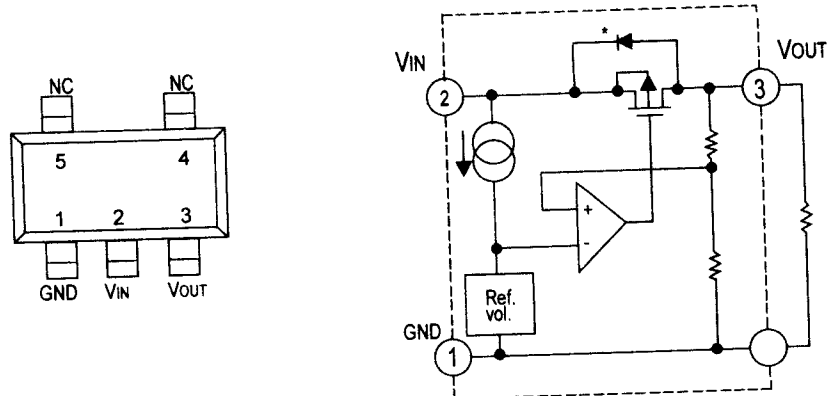 NC NC
5 4
1 2 3
GND VIN VOUT
*
VIN
VOUT
2
3
+
-
Ref.
vol.
GND
1